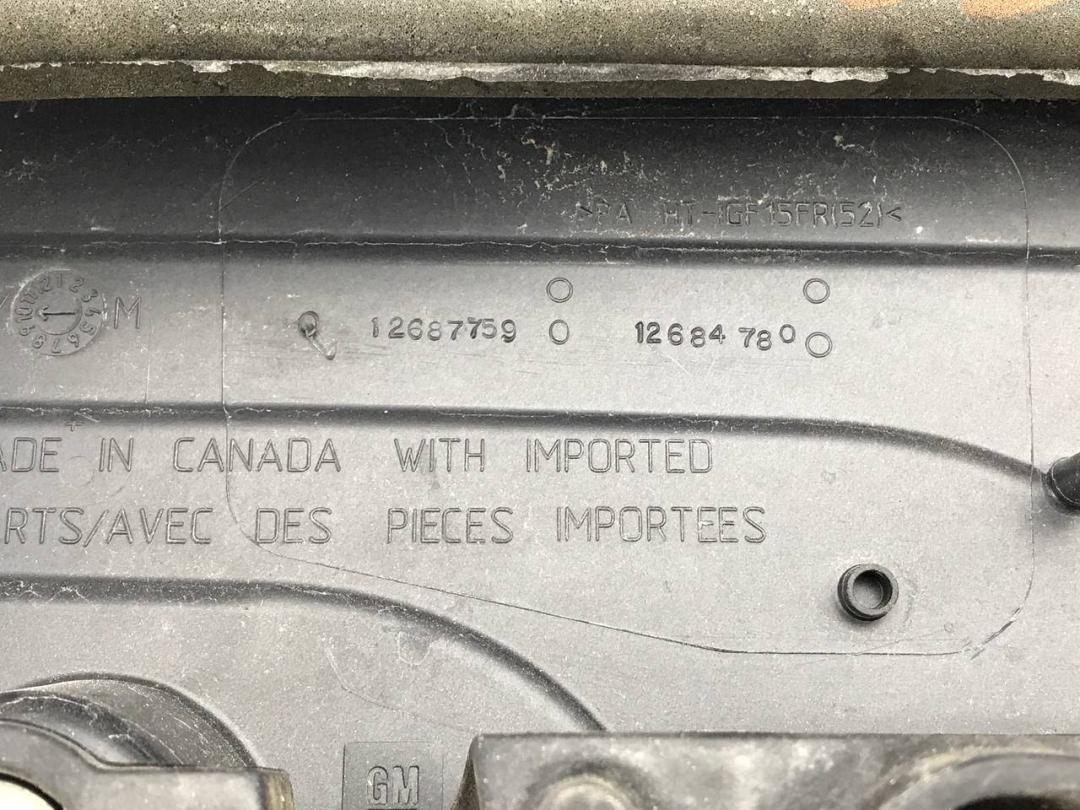 >PA HT-IGF15FR(52)<
M
12687759 12684780
ADE IN CANADA WITH IMPORTED
RTS/AVEC DES PIECES IMPORTEES
GM